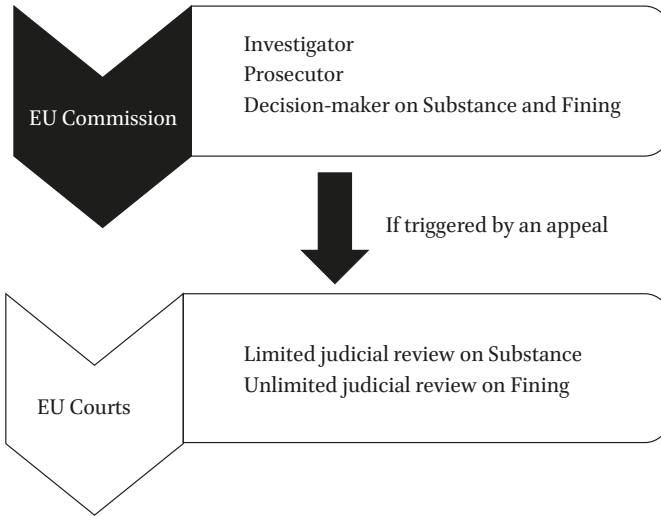 Investigator
Prosecutor
EU Commission
Decision-maker on Substance and Fining
If triggered by an appeal
Limited judicial review on Substance
Unlimited judicial review on Fining
EU Courts